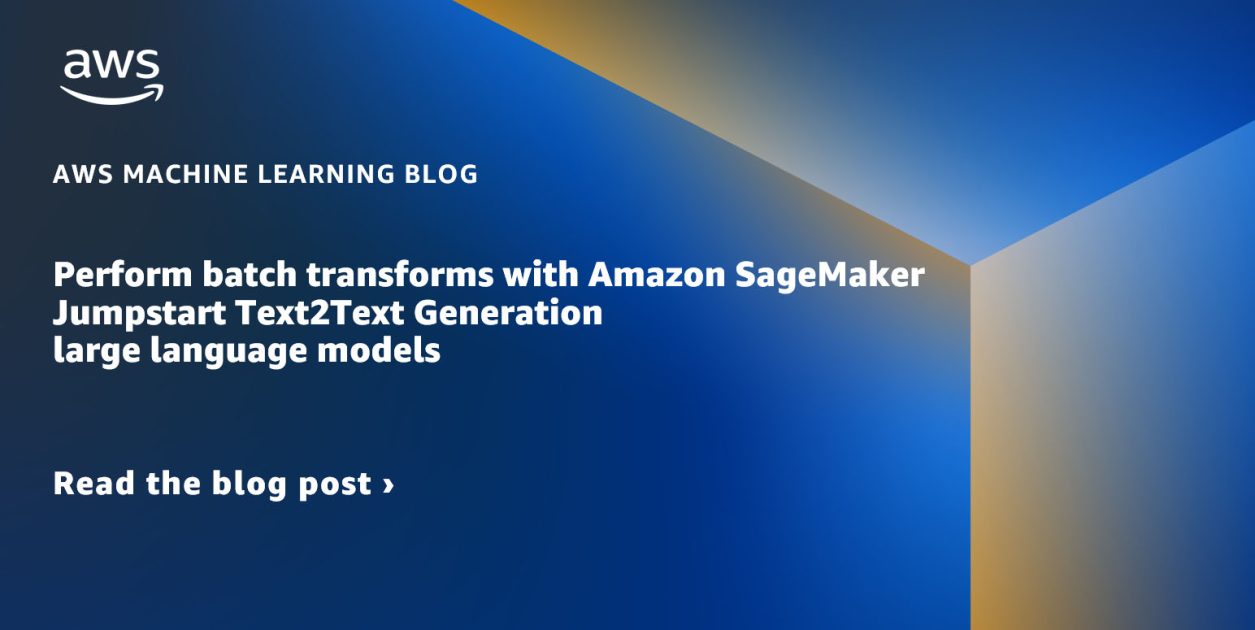 aws
AWS MACHINE LEARNING BLOG
Perform batch transforms with Amazon SageMaker
Jumpstart Text2Text Generation
large language models
Read the blog post ›